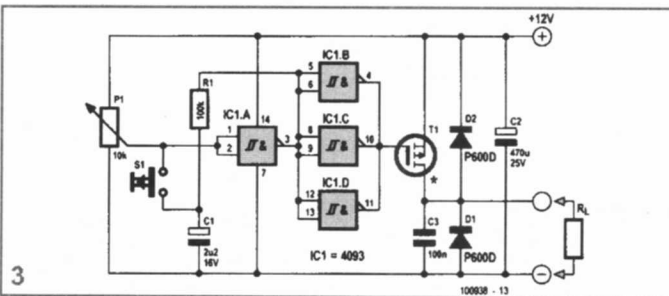 +12V
IC1.B
5
6
4
P1
R1
100k
IC1.A
14
IC1.C
D2
C2
1
2
3
8
9
10
T1
10k
S1
7
P600D
470u
25V
*
IC1.D
C1
12
13
11
C3
D1
RL
2u2
16V
IC1 = 4093
100n
P600D
3
100938 - 13